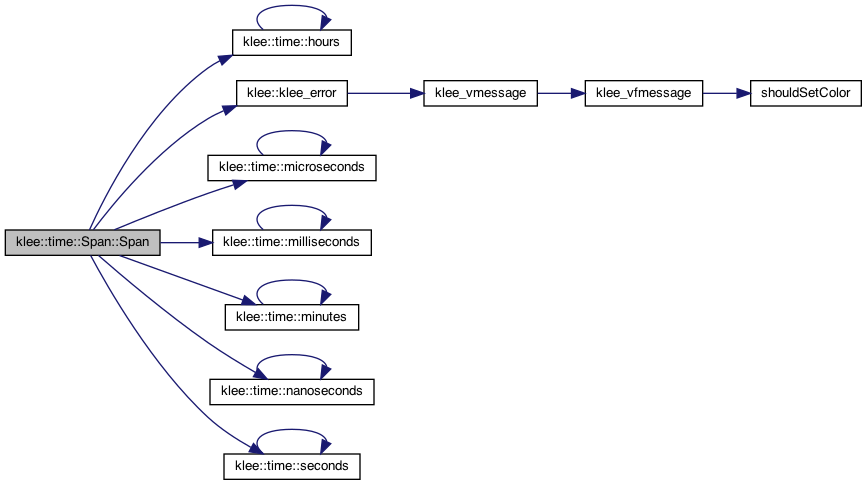 klee::time::hours
klee::klee_error
klee_vmessage
klee_vfmessage
shouldSetColor
klee::time::microseconds
klee::time::Span::Span
klee::time::milliseconds
klee::time::minutes
klee::time::nanoseconds
klee::time::seconds